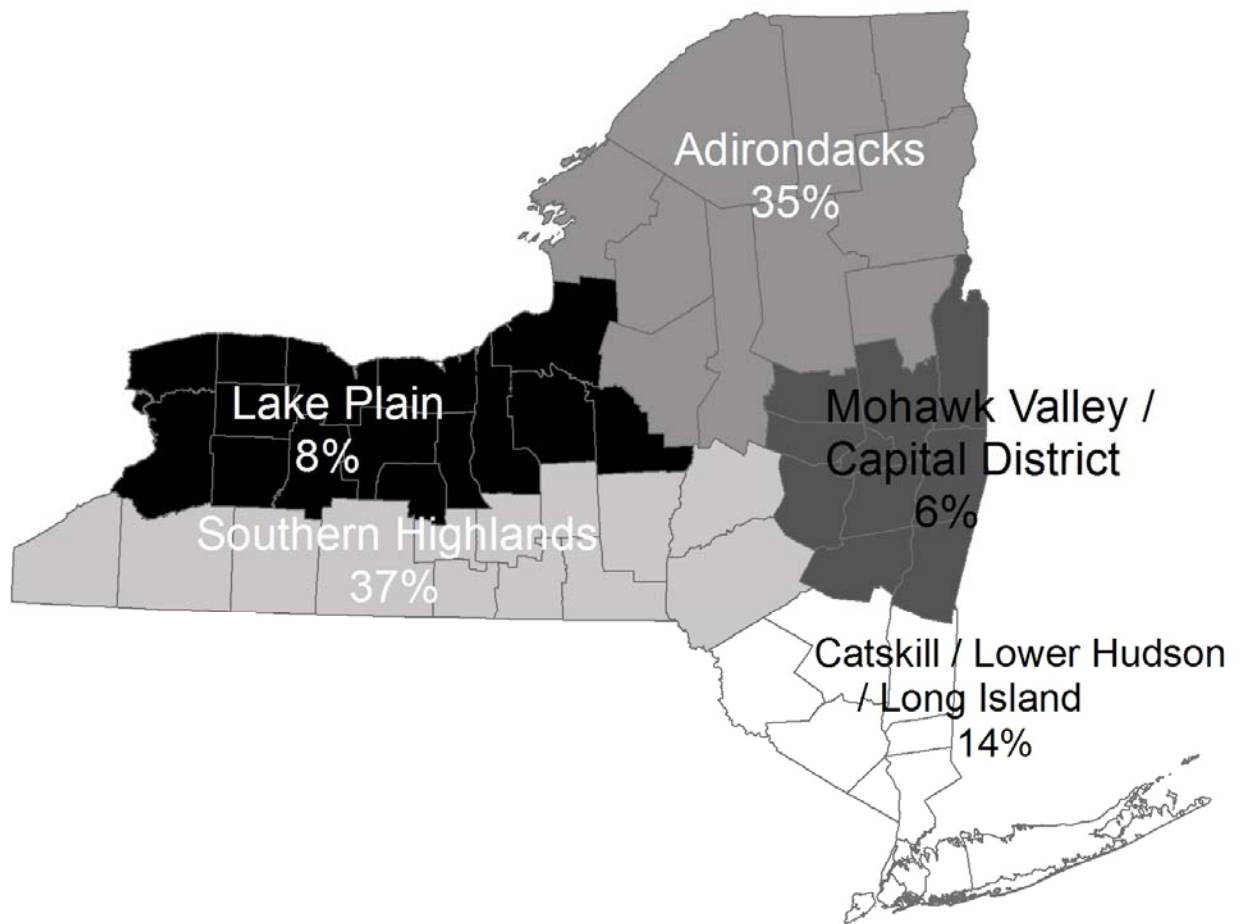 Adirondacks
35%
Lake Plain
8%
Mohawk Valley /
Capital District
6%
Southern Highlands
37%
Catskill / Lower Hudson
/ Long Island
14%